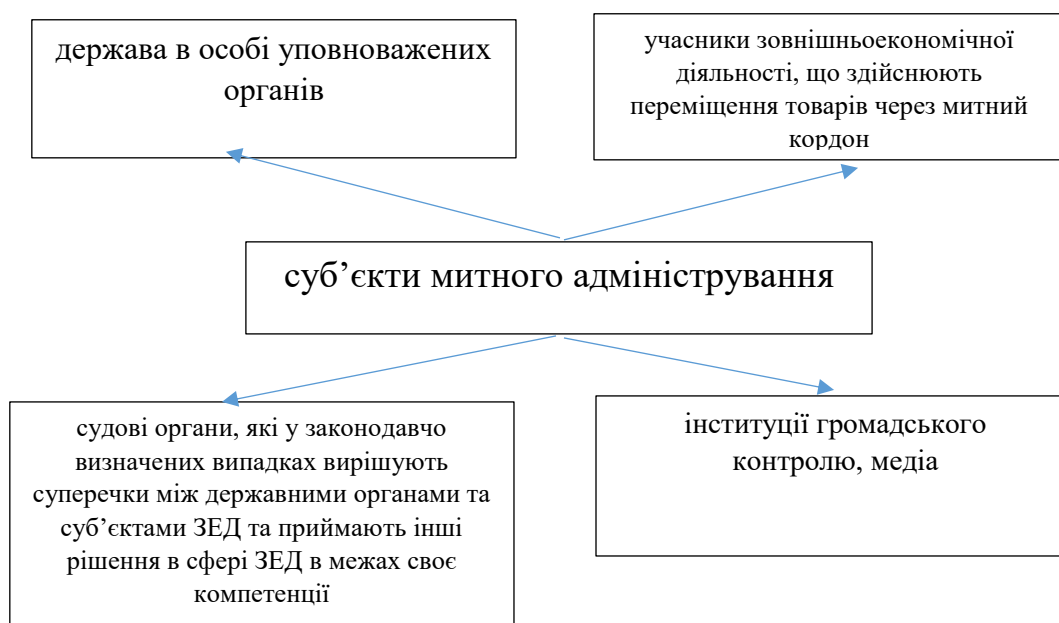 держава в особі уповноважених
органів
учасники зовнішньоекономічної
діяльності, що здійснюють
переміщення товарів через митний
кордон
суб’єкти митного адміністрування
судові органи, які у законодавчо
визначених випадках вирішують
суперечки між державними органами та
суб’єктами ЗЕД та приймають інші
рішення в сфері ЗЕД в межах своє
компетенції
інституції громадського
контролю, медіа